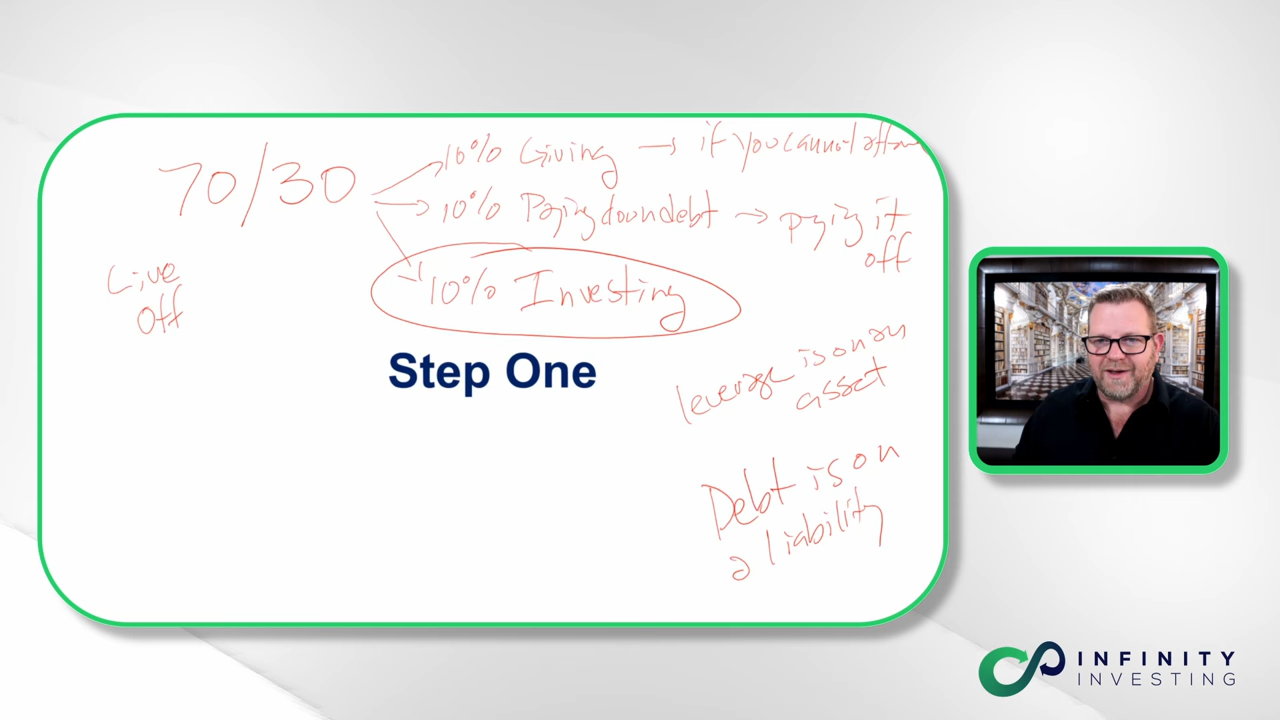 70/30
10% Giving → if you cannot
10% Paying down debt → paying it
off
10% Investing
Live
Off
Step One
leverage is on an
asset
Debt is on
a liability
INFINITY
INVESTING